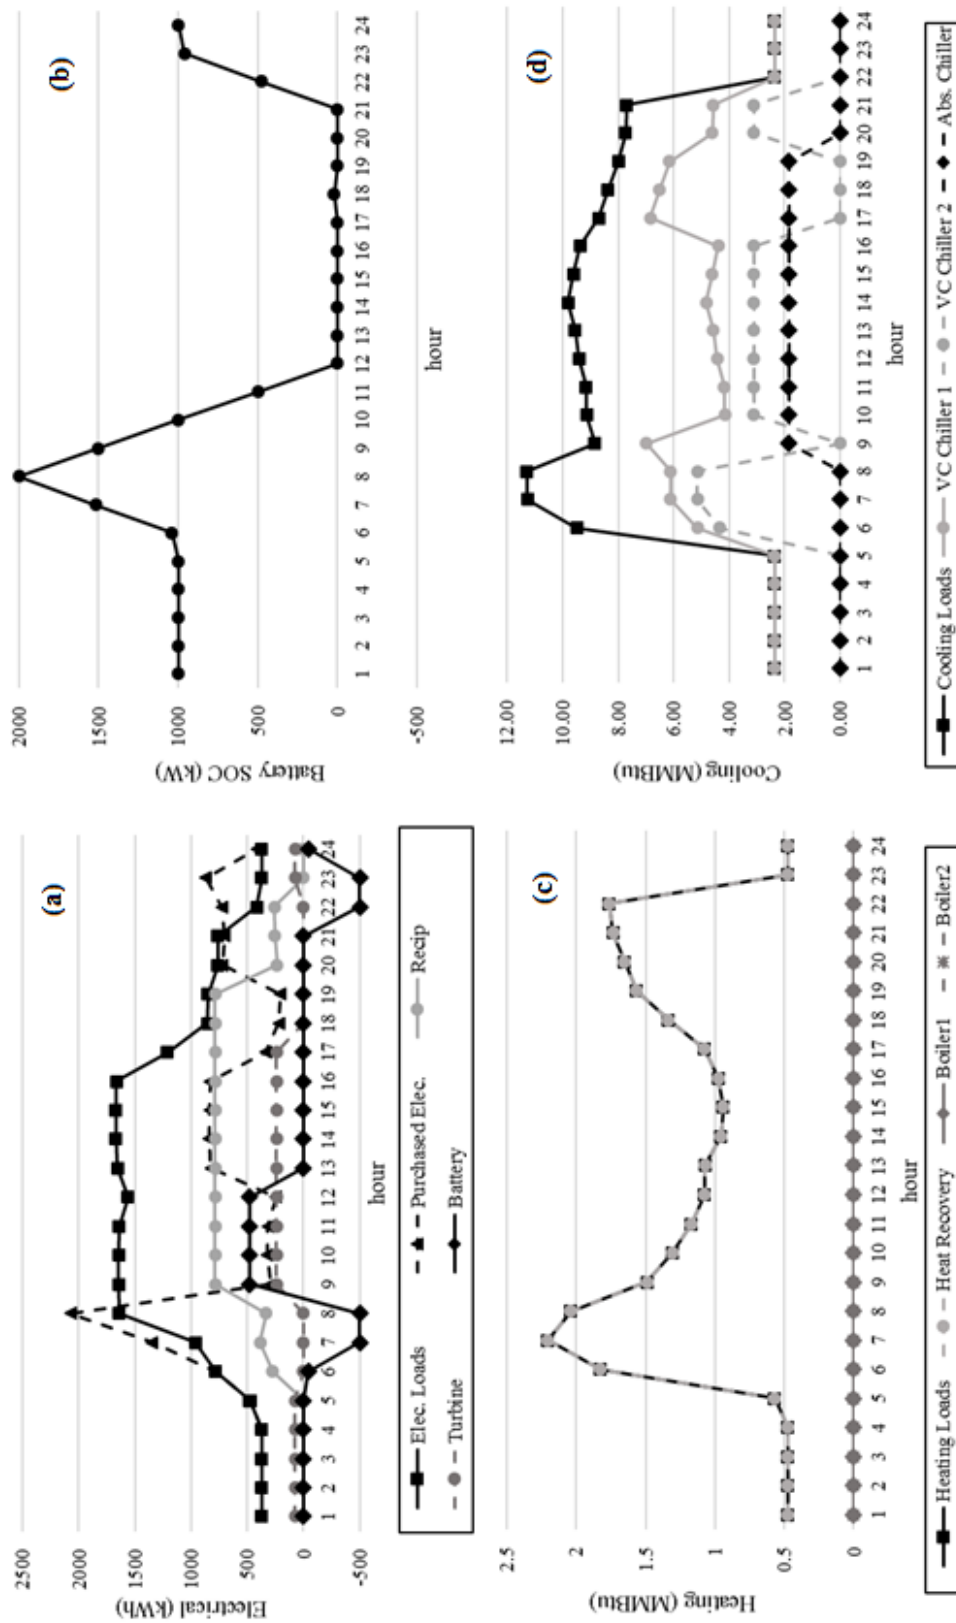 (a)
Electrical (kWh)
2500
2000
1500
1000
500
0
-500
1 2 3 4 5 6 7 8 9 10 11 12 13 14 15 16 17 18 19 20 21 22 23 24
hour
Elec. Loads Purchased Elec. Recip
Turbine Battery
(b)
Battery SOC (kW)
2000
1500
1000
500
0
-500
1 2 3 4 5 6 7 8 9 10 11 12 13 14 15 16 17 18 19 20 21 22 23 24
hour
(c)
Heating (MMBtu)
2.5
2
1.5
1
0.5
0
1 2 3 4 5 6 7 8 9 10 11 12 13 14 15 16 17 18 19 20 21 22 23 24
hour
Heating Loads Heat Recovery Boiler1 Boiler2
(d)
Cooling (MMBtu)
12.00
10.00
8.00
6.00
4.00
2.00
0.00
1 2 3 4 5 6 7 8 9 10 11 12 13 14 15 16 17 18 19 20 21 22 23 24
hour
Cooling Loads VC Chiller 1 VC Chiller 2 Abs. Chiller